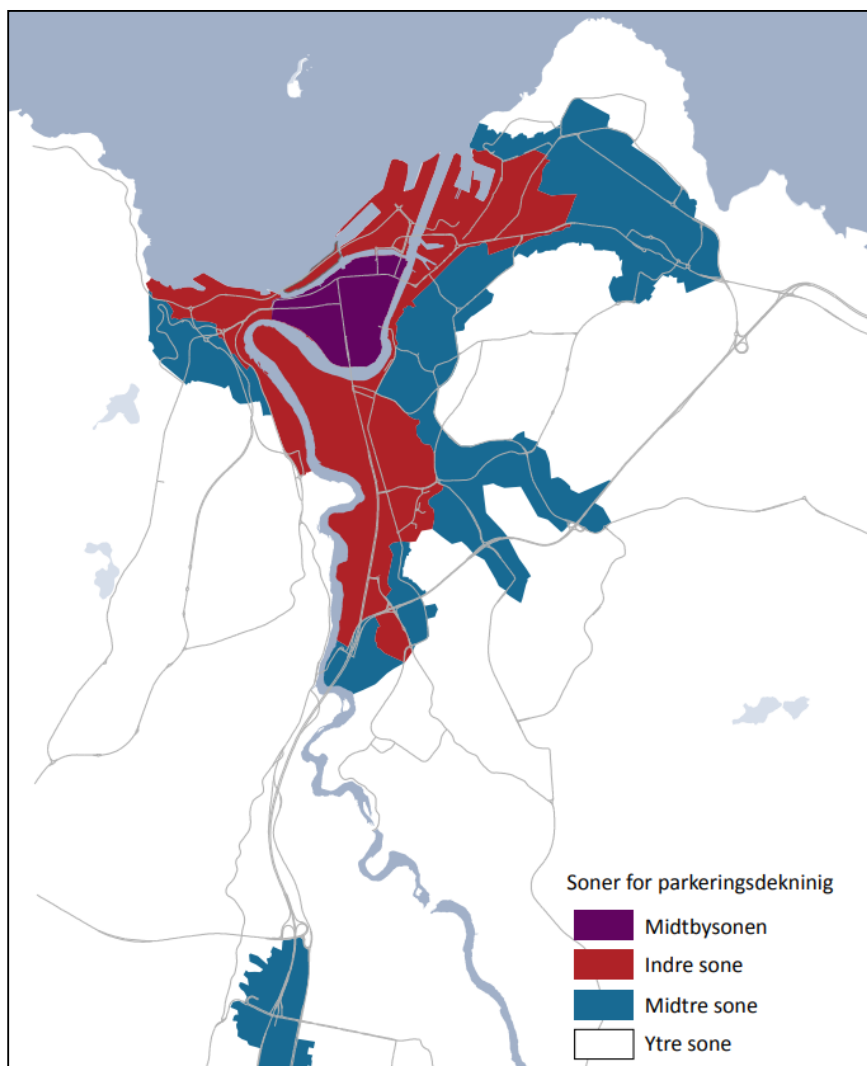 Soner for parkeringsdekninig
Midtbysonen
Indre sone
Midtre sone
Ytre sone